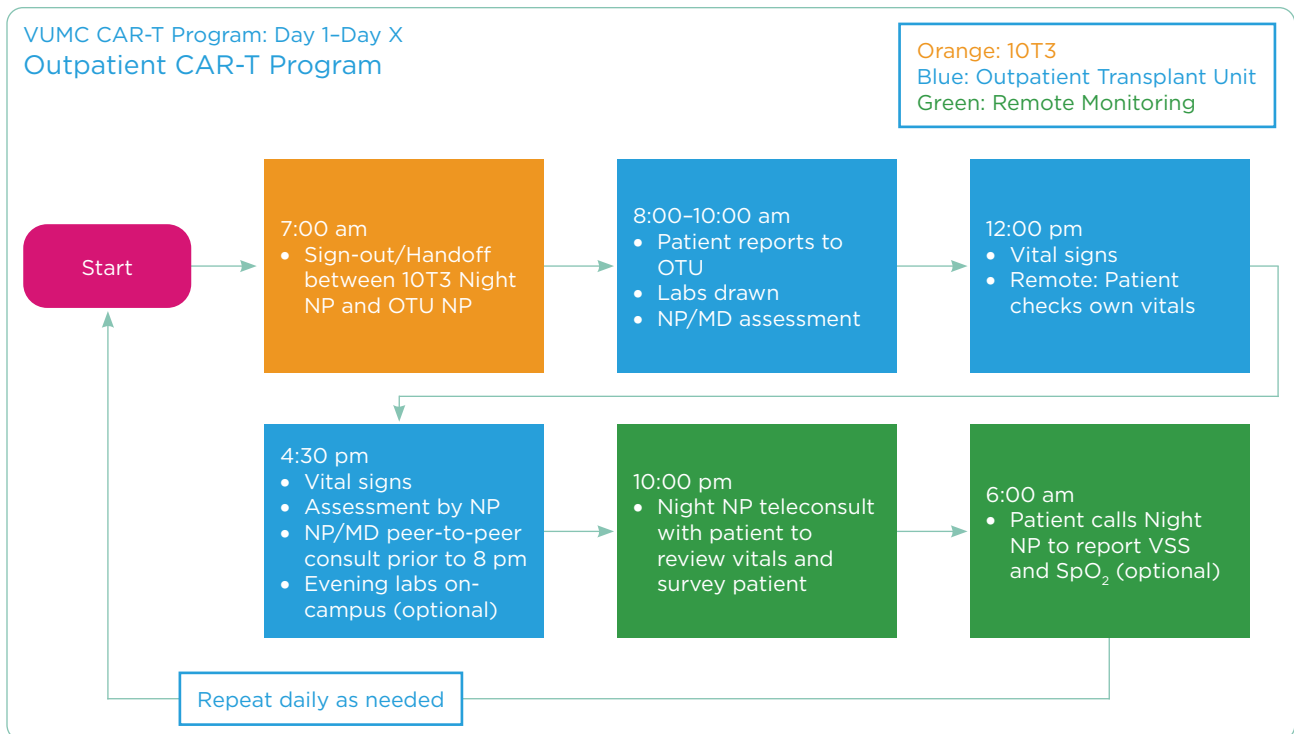 VUMC CAR-T Program: Day 1–Day X
Outpatient CAR-T Program
Orange: 10T3
Blue: Outpatient Transplant Unit
Green: Remote Monitoring
Start
7:00 am
• Sign-out/Handoff
between 10T3 Night
NP and OTU NP
8:00–10:00 am
• Patient reports to
OTU
• Labs drawn
• NP/MD assessment
12:00 pm
• Vital signs
• Remote: Patient
checks own vitals
4:30 pm
• Vital signs
• Assessment by NP
• NP/MD peer-to-peer
consult prior to 8 pm
• Evening labs on-
campus (optional)
10:00 pm
• Night NP teleconsult
with patient to
review vitals and
survey patient
6:00 am
• Patient calls Night
NP to report VSS
and SpO₂ (optional)
Repeat daily as needed